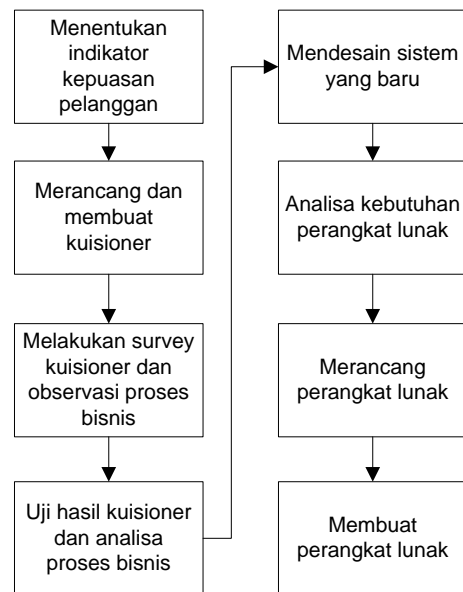 Menentukan
indikator
kepuasan
pelanggan
Merancang dan
membuat
kuisioner
Melakukan survey
kuisioner dan
observasi proses
bisnis
Uji hasil kuisioner
dan analisa
proses bisnis
Mendesain sistem
yang baru
Analisa kebutuhan
perangkat lunak
Merancang
perangkat lunak
Membuat
perangkat lunak